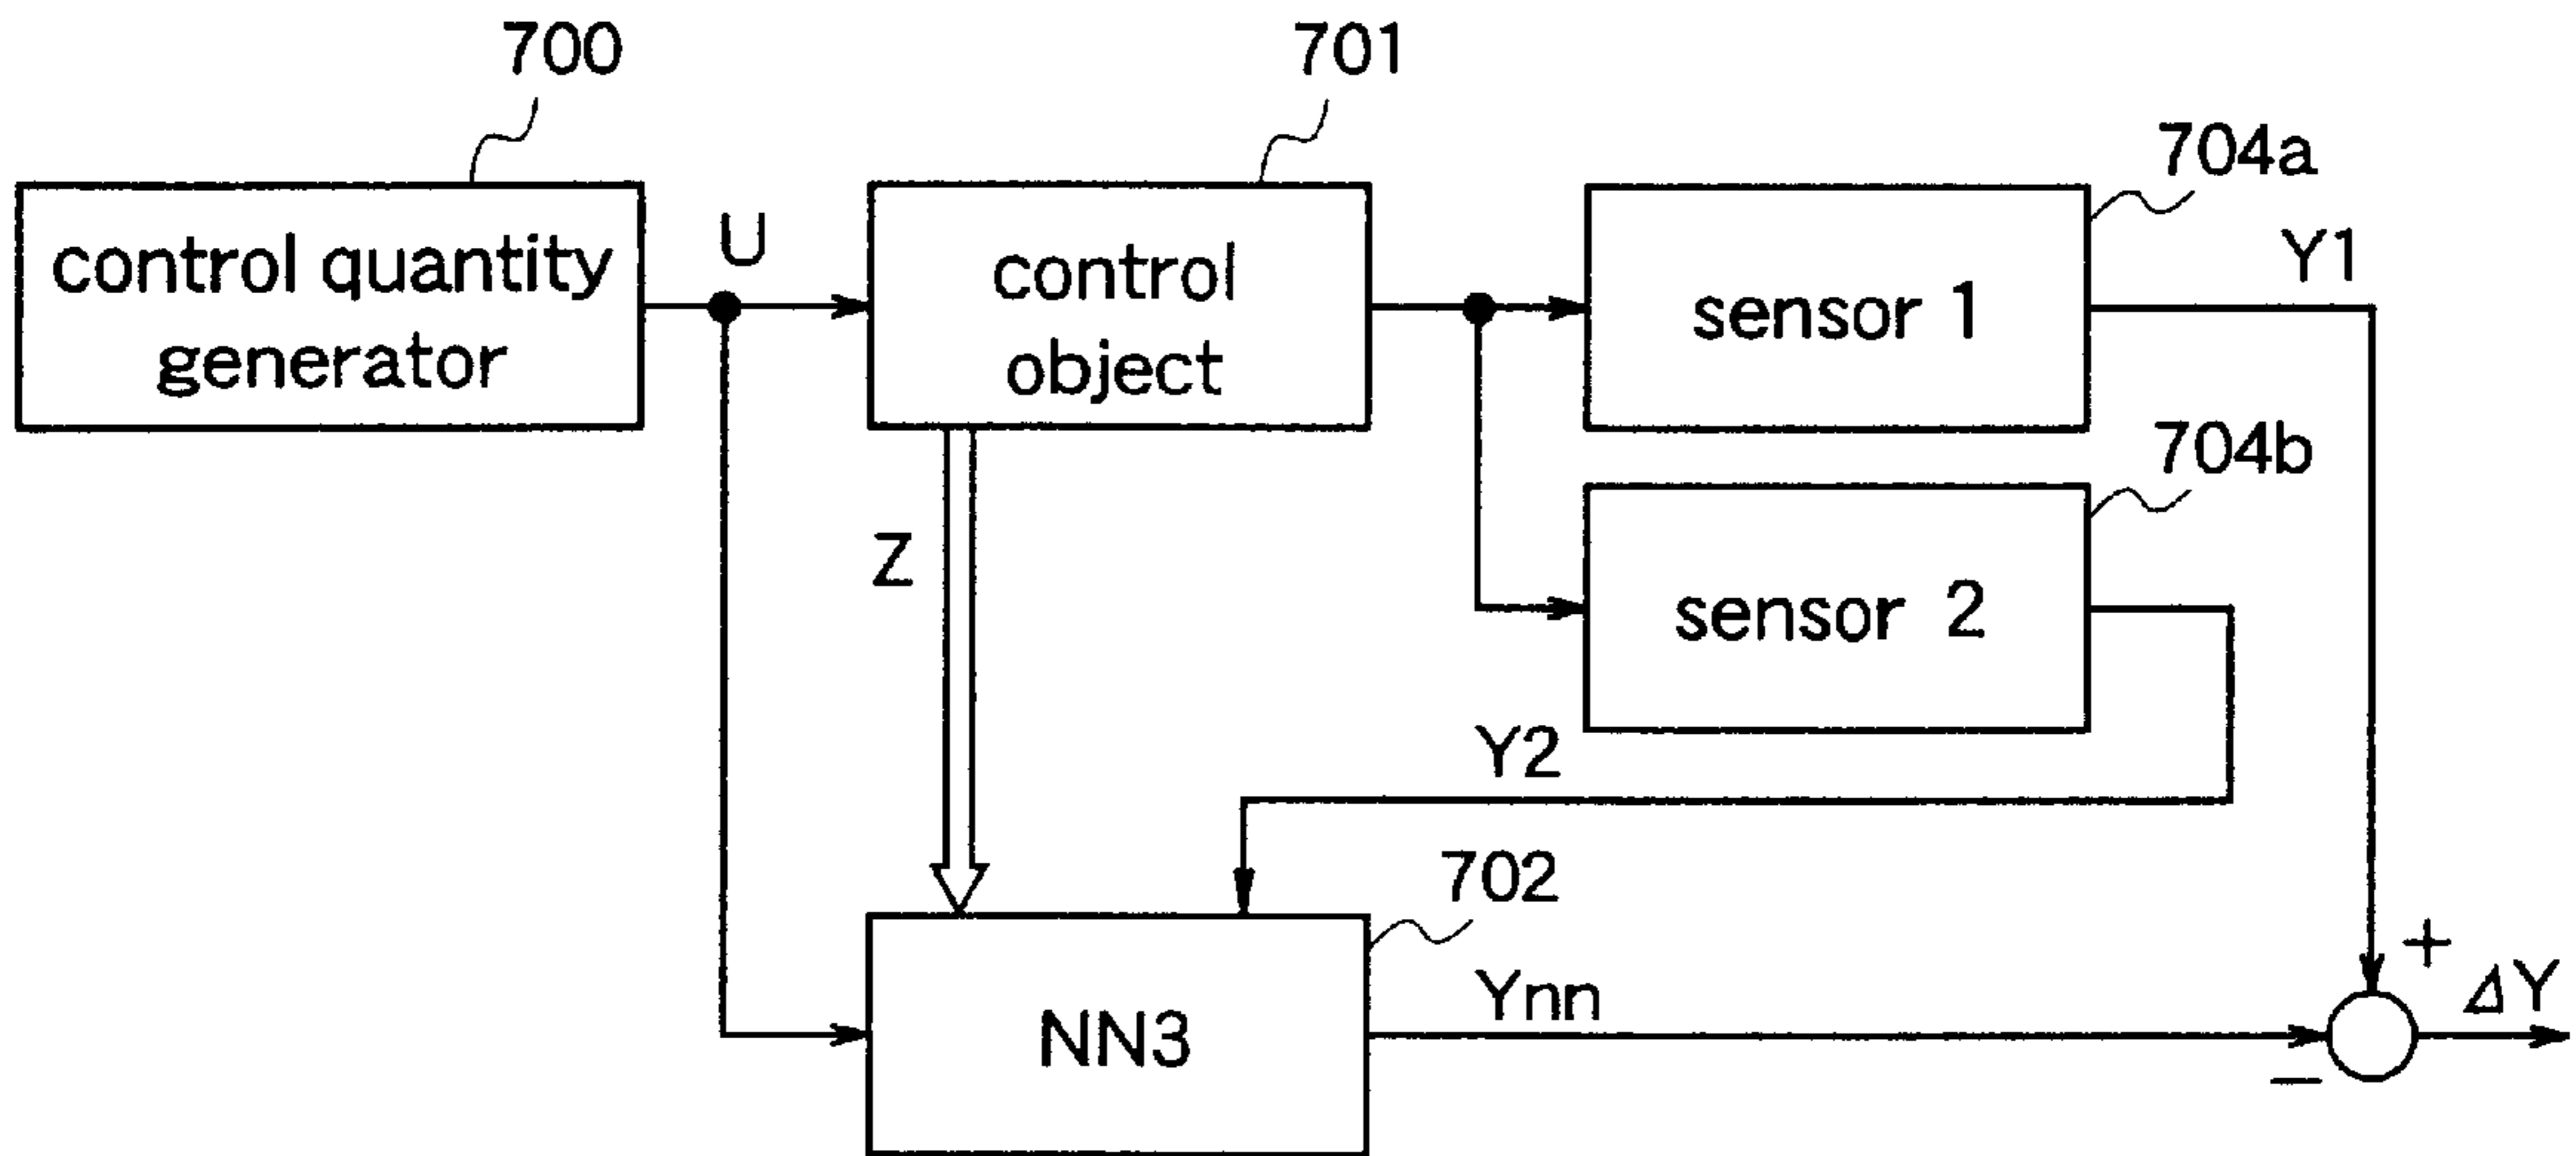 700
701
704a
control quantity
generator
U
control
object
sensor 1
Y1
704b
Z
sensor 2
Y2
702
NN3
Ynn
+
−
ΔY